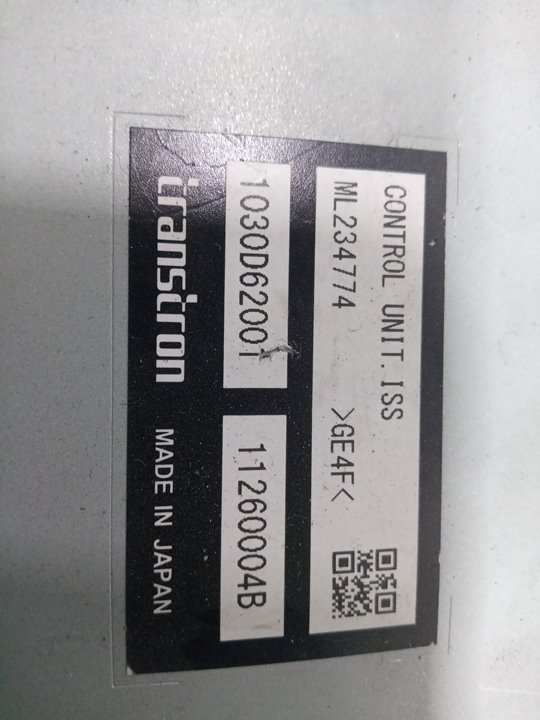 CONTROL UNIT.ISS
ML234774 >GE4F<
1030D62001 11260004B
transtron MADE IN JAPAN